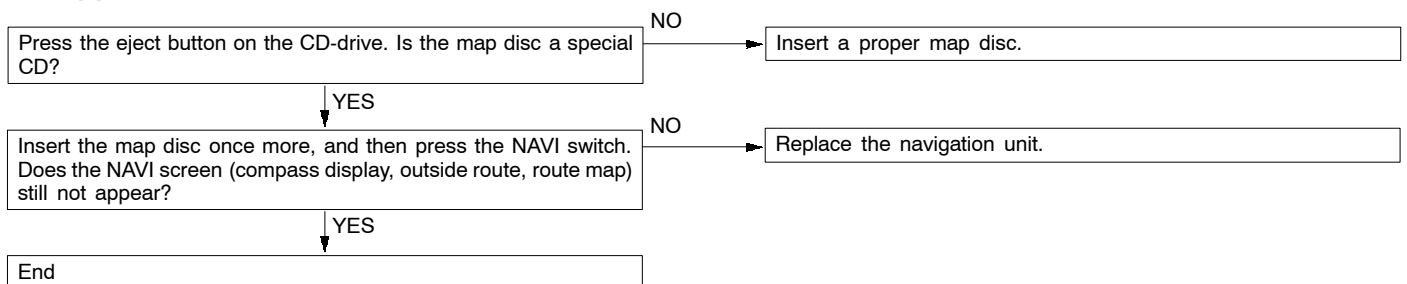 NO
Press the eject button on the CD-drive. Is the map disc a special
CD?
Insert a proper map disc.
YES
Insert the map disc once more, and then press the NAVI switch.
Does the NAVI screen (compass display, outside route, route map)
still not appear?
NO
Replace the navigation unit.
YES
End